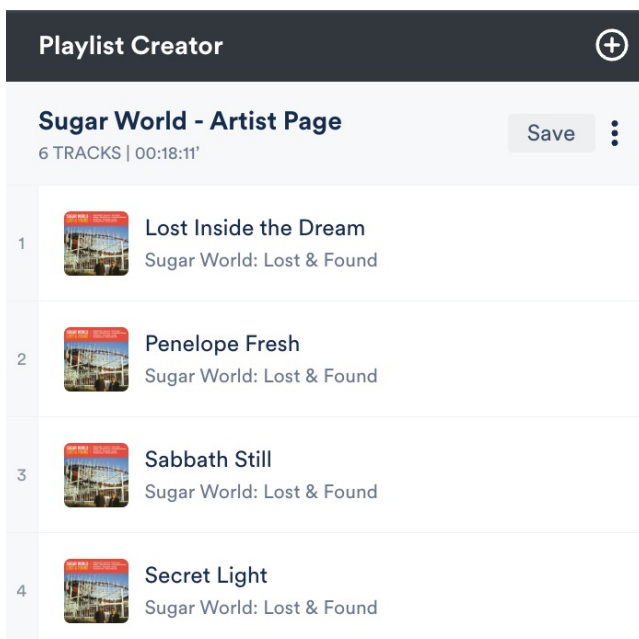 Playlist Creator
Sugar World - Artist Page
Save
6 TRACKS | 00:18:11'
1
Lost Inside the Dream
Sugar World: Lost & Found
2
Penelope Fresh
Sugar World: Lost & Found
3
Sabbath Still
Sugar World: Lost & Found
4
Secret Light
Sugar World: Lost & Found